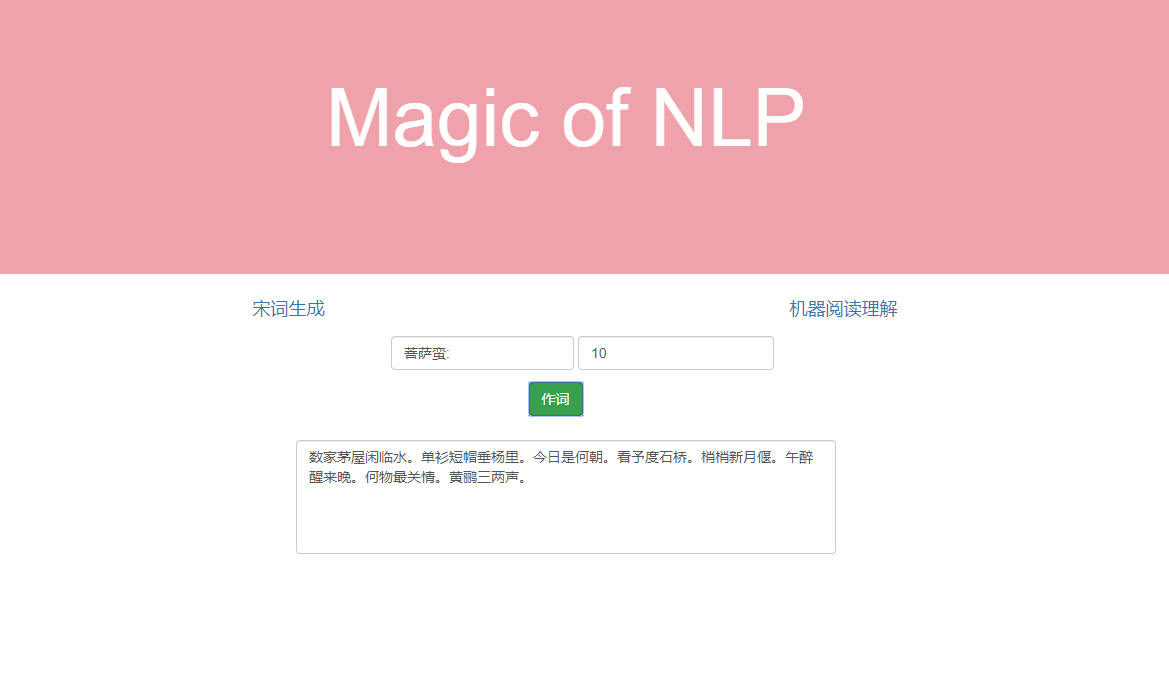 Magic of NLP
宋词生成
机器阅读理解
菩萨蛮:
10
作词
数家茅屋闲临水。单衫短帽垂杨里。今日是何朝。看予度石桥。梢梢新月偃。午醉
醒来晚。何物最关情。黄鹂三两声。